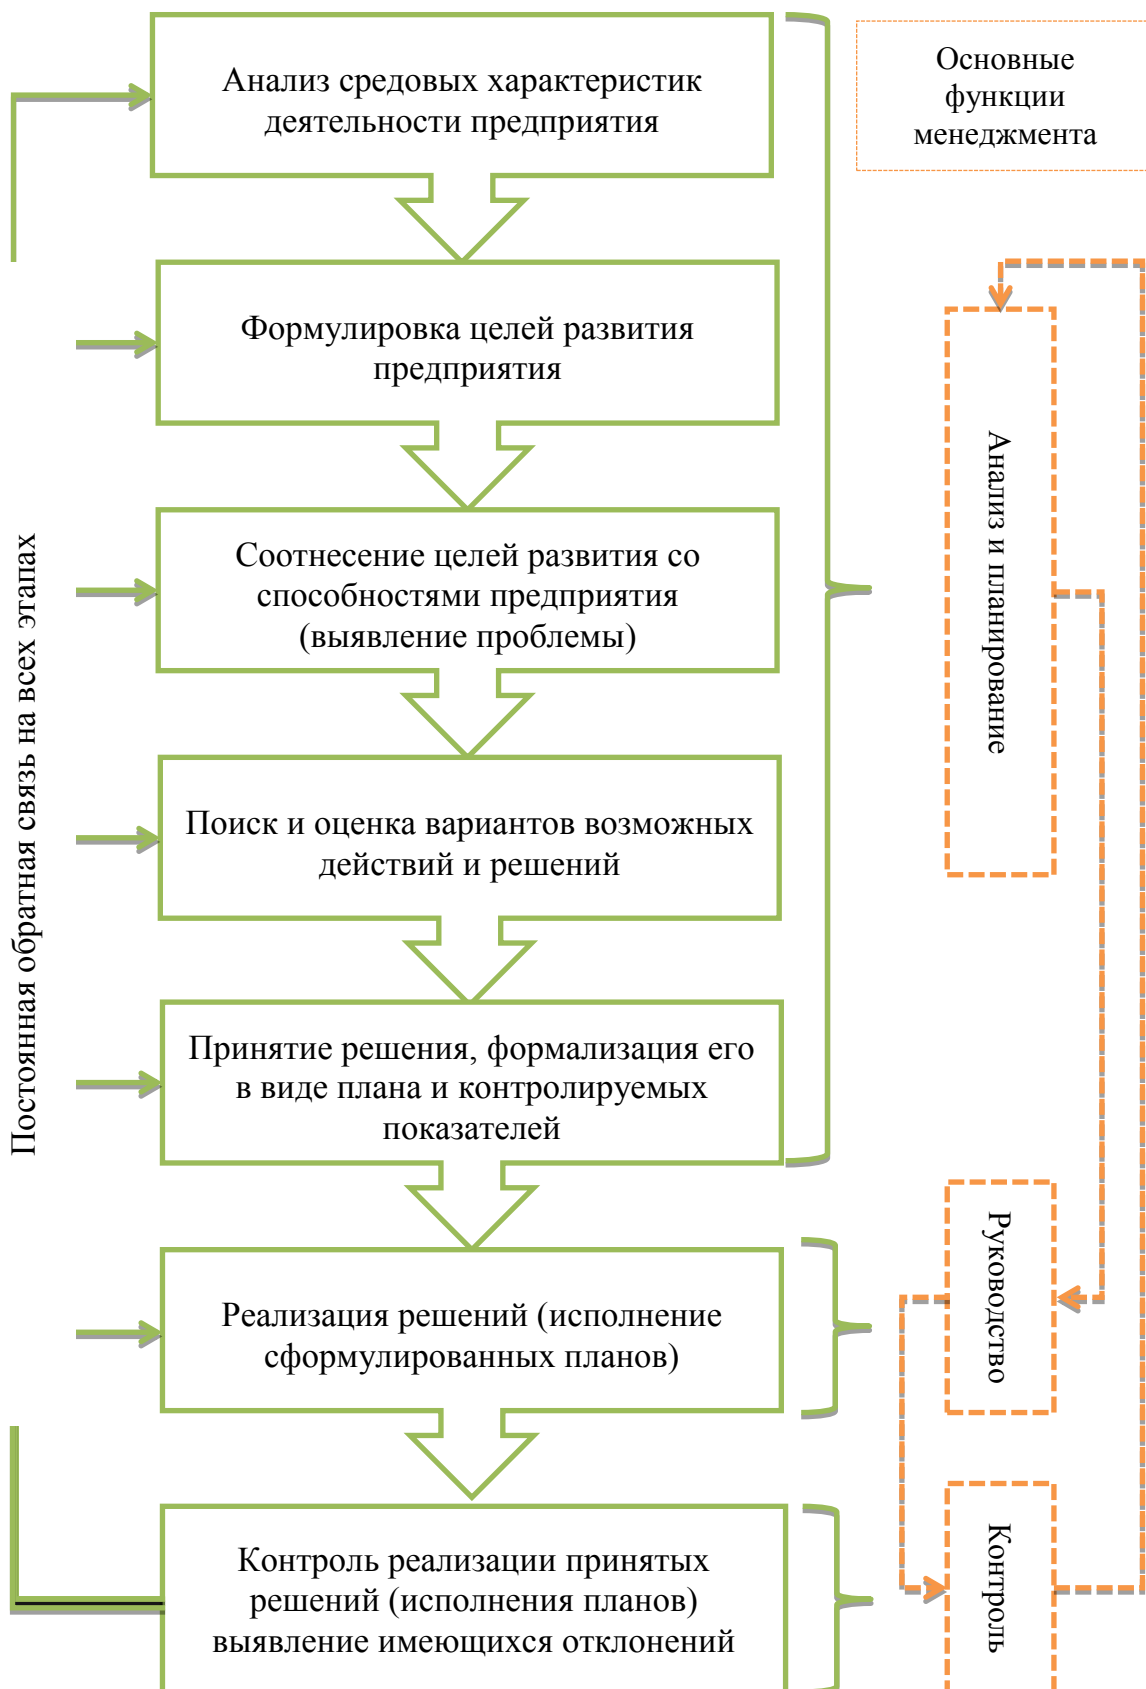 Анализ средовых характеристик
деятельности предприятия
Основные
функции
менеджмента
Формулировка целей развития
предприятия
Соотнесение целей развития со
способностями предприятия
(выявление проблемы)
Поиск и оценка вариантов возможных
действий и решений
Принятие решения, формализация его
в виде плана и контролируемых
показателей
Реализация решений (исполнение
сформулированных планов)
Контроль реализации принятых
решений (исполнения планов)
выявление имеющихся отклонений
Постоянная обратная связь на всех этапах
Анализ и планирование
Руководство
Контроль